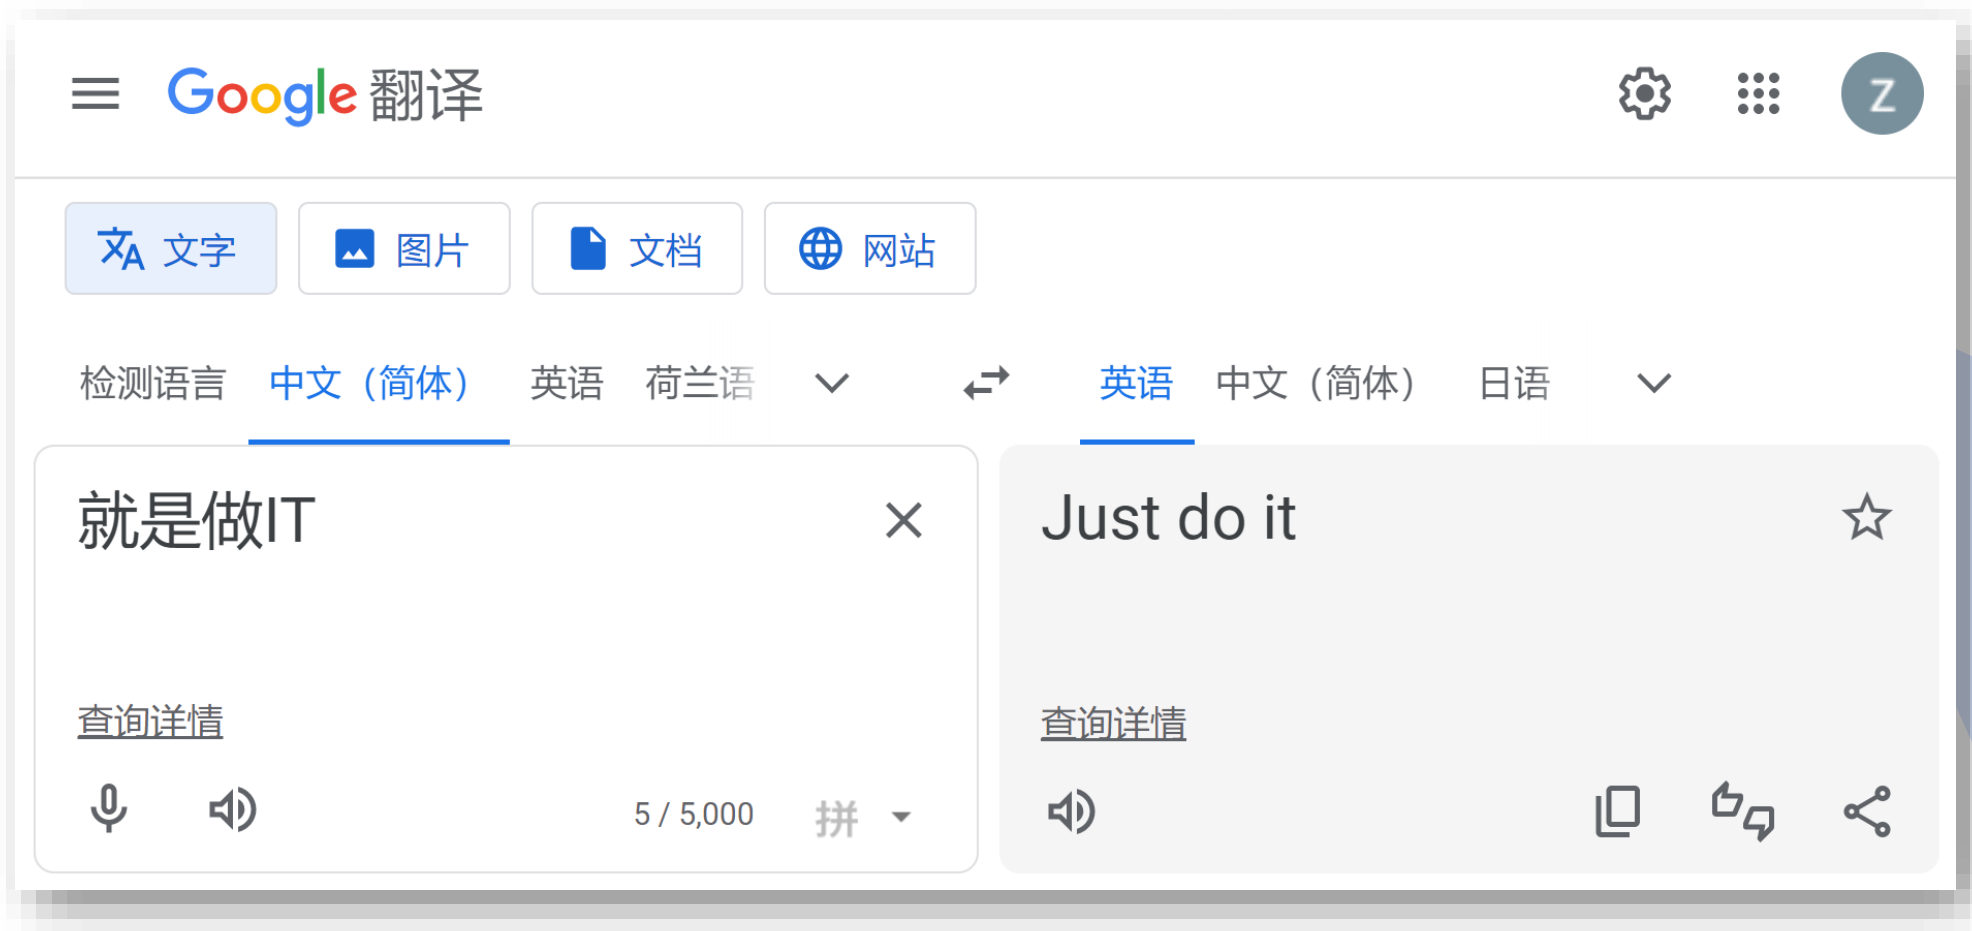 Google 翻译
Z
文字 图片 文档 网站
检测语言 中文（简体） 英语 荷兰语 英语 中文（简体） 日语
就是做IT
Just do it
查询详情
查询详情
5 / 5,000 拼